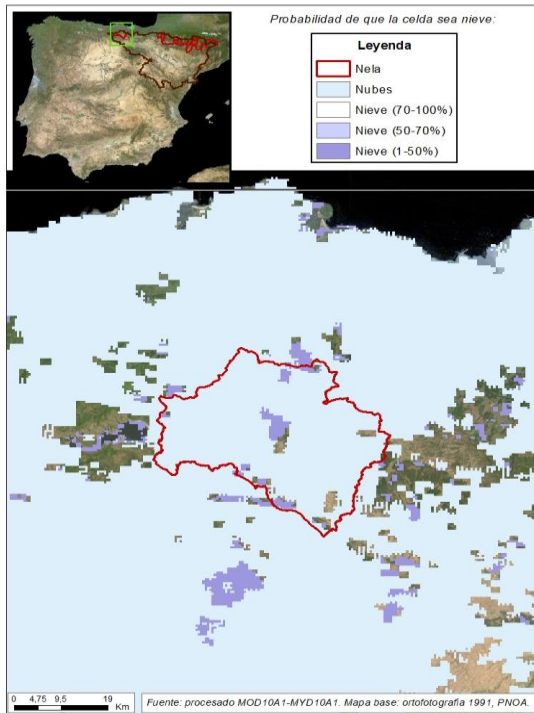 Probabilidad de que la celda sea nieve:
Leyenda
Nela
Nubes
Nieve (70-100%)
Nieve (50-70%)
Nieve (1-50%)
0 4,75 9,5 19
Km
Fuente: procesado MOD10A1-MYD10A1. Mapa base: ortofotografia 1991, PNOA.